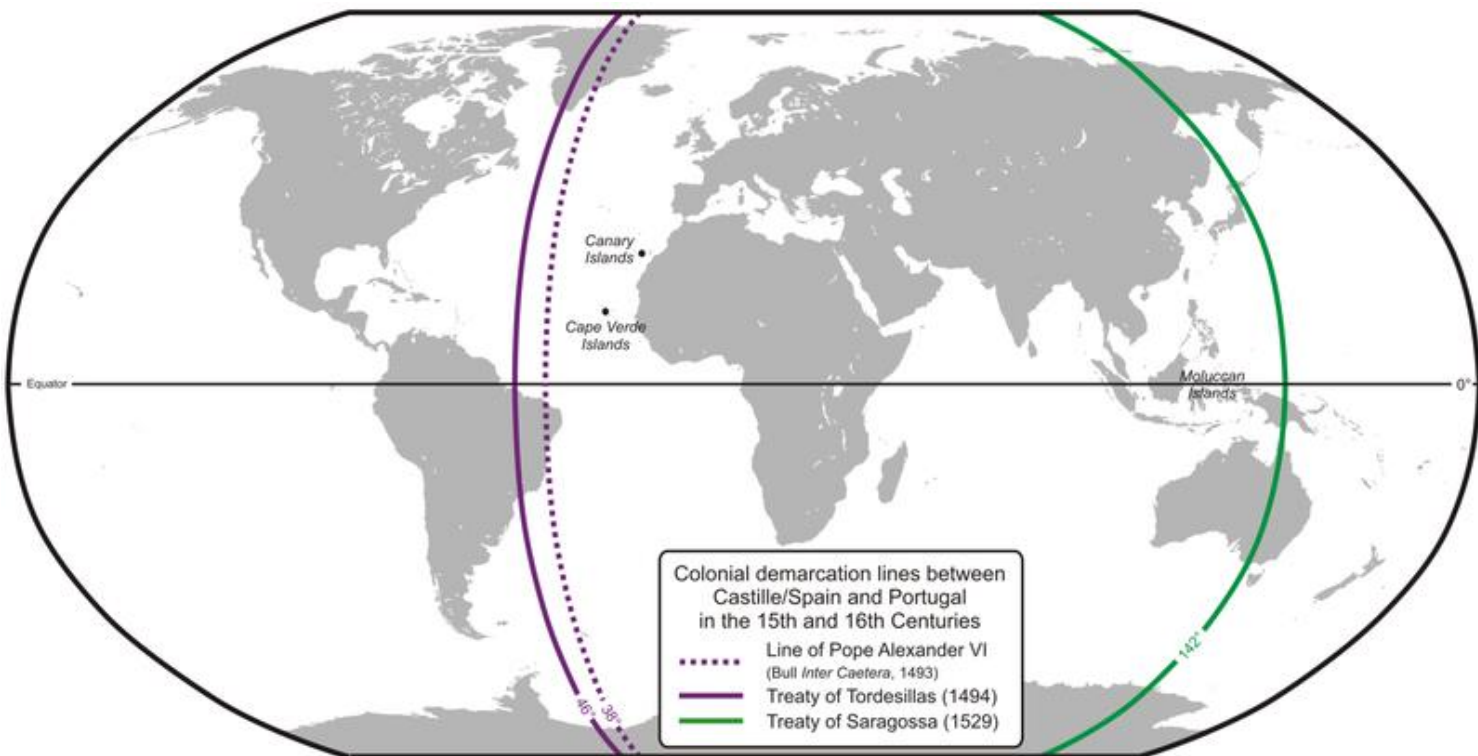 Canary
Islands
Cape Verde
Islands
Equator
Moluccan
Islands
0°
Colonial demarcation lines between
Castille/Spain and Portugal
in the 15th and 16th Centuries
Line of Pope Alexander VI
(Bull Inter Caetera, 1493)
Treaty of Tordesillas (1494)
Treaty of Saragossa (1529)
142°
46°
38°